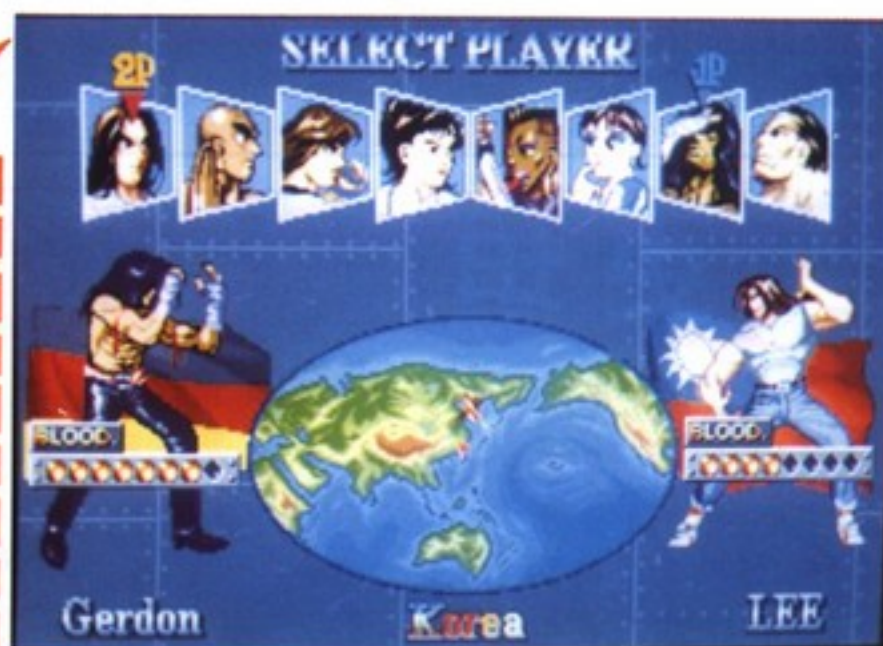 SELECT PLAYER
2P
1P
BLOOD.
BLOOD.
Gerdon
Korea
LEE